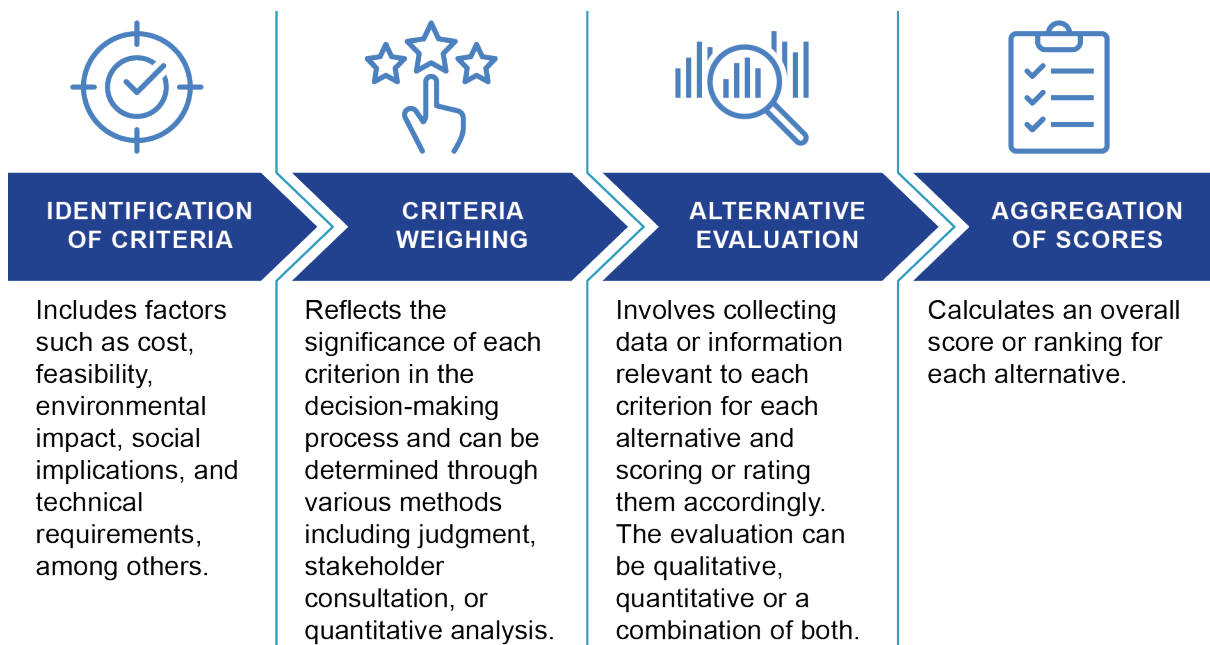 IDENTIFICATION
OF CRITERIA
Includes factors
such as cost,
feasibility,
environmental
impact, social
implications, and
technical
requirements,
among others.
CRITERIA
WEIGHING
Reflects the
significance of each
criterion in the
decision-making
process and can be
determined through
various methods
including judgment,
stakeholder
consultation, or
quantitative analysis.
ALTERNATIVE
EVALUATION
Involves collecting
data or information
relevant to each
criterion for each
alternative and
scoring or rating
them accordingly.
The evaluation can
be qualitative,
quantitative or a
combination of both.
AGGREGATION
OF SCORES
Calculates an overall
score or ranking for
each alternative.